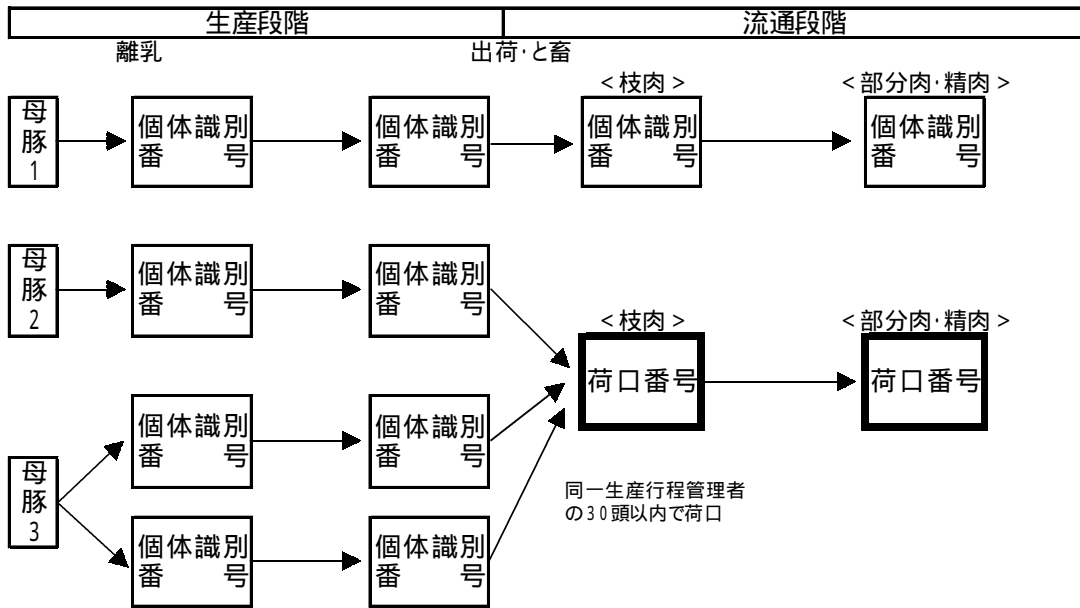 生産段階
流通段階
離乳
出荷・と畜
<枝肉>
<部分肉・精肉>
母豚1
個体識別
番号
個体識別
番号
個体識別
番号
個体識別
番号
母豚2
個体識別
番号
個体識別
番号
<枝肉>
<部分肉・精肉>
荷口番号
荷口番号
母豚3
個体識別
番号
個体識別
番号
同一生産行程管理者
の30頭以内で荷口
個体識別
番号
個体識別
番号